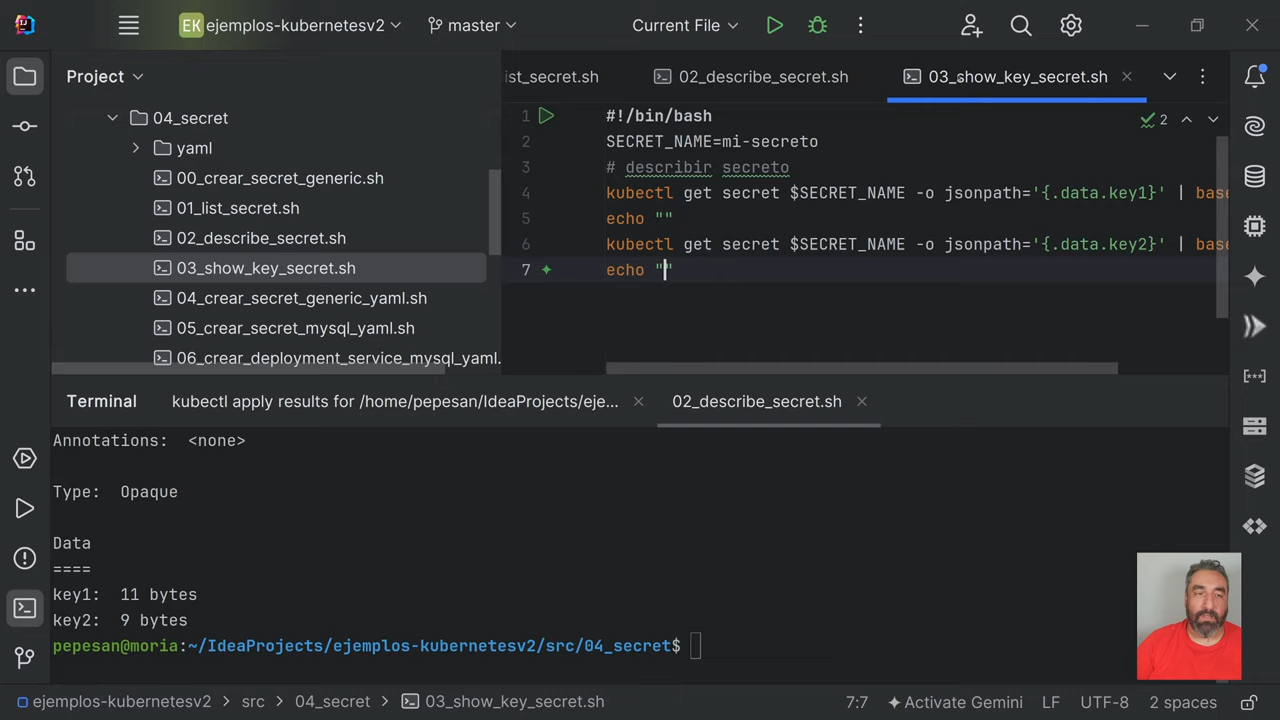 EK ejemplos-kubernetesv2
master
Current File
Project
ist_secret.sh
02_describe_secret.sh
03_show_key_secret.sh
04_secret
yaml
00_crear_secret_generic.sh
01_list_secret.sh
02_describe_secret.sh
03_show_key_secret.sh
04_crear_secret_generic_yaml.sh
05_crear_secret_mysql_yaml.sh
06_crear_deployment_service_mysql_yaml.
1 #!/bin/bash
2 SECRET_NAME=mi-secreto
3 # describir secreto
4 kubectl get secret $SECRET_NAME -o jsonpath='{.data.key1}' | base
5 echo ""
6 kubectl get secret $SECRET_NAME -o jsonpath='{.data.key2}' | base
7 echo ""
2
Terminal
kubectl apply results for /home/pepesan/IdeaProjects/eje...
02_describe_secret.sh
Annotations: <none>
Type: Opaque
Data
====
key1: 11 bytes
key2: 9 bytes
pepesan@moria:~/IdeaProjects/ejemplos-kubernetesv2/src/04_secret$
ejemplos-kubernetesv2 > src > 04_secret > 03_show_key_secret.sh
7:7
Activate Gemini
LF
UTF-8
2 spaces